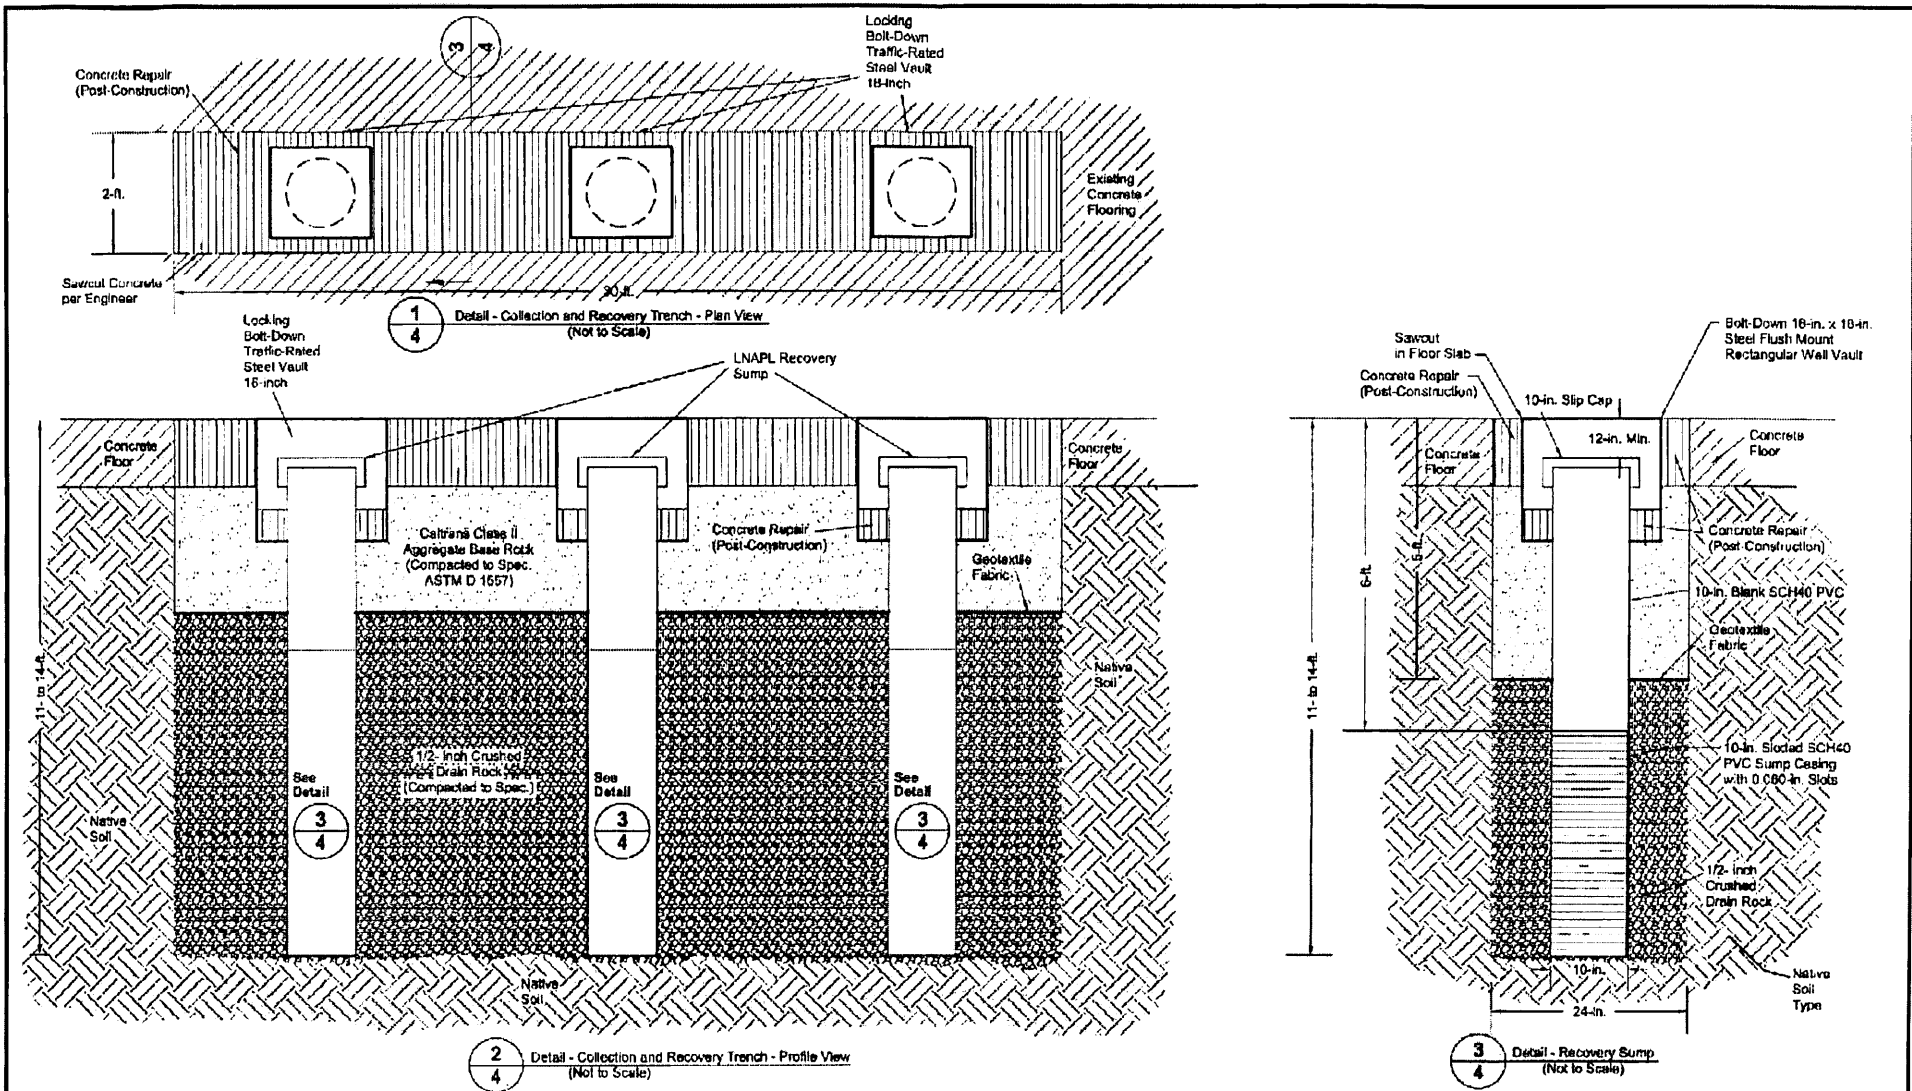 3
4
Locking
Bolt-Down
Traffic-Rated
Steel Vault
18-inch
Concrete Repair
(Post-Construction)
2-ft.
Existing
Concrete
Flooring
Sawcut Concrete
per Engineer
30-ft.
1
4
Detail - Collection and Recovery Trench - Plan View
(Not to Scale)
Locking
Bolt-Down
Traffic-Rated
Steel Vault
18-inch
LNAPL Recovery
Sump
Concrete
Floor
Concrete
Floor
Caltrans Class II
Aggregate Base Rock
(Compacted to Spec.
ASTM D 1557)
Concrete Repair
(Post-Construction)
Geotextile
Fabric
11- to 14-ft.
1/2- Inch Crushed
Drain Rock
(Compacted to Spec.)
See
Detail
3
4
See
Detail
3
4
See
Detail
3
4
Native
Soil
Native
Soil
Native
Soil
2
4
Detail - Collection and Recovery Trench - Profile View
(Not to Scale)
Sawcut
in Floor Slab
Concrete Repair
(Post-Construction)
10-in. Slip Cap
Bolt-Down 18-in. x 18-in.
Steel Flush Mount
Rectangular Well Vault
12-in. Min.
Concrete
Floor
Concrete
Floor
Concrete Repair
(Post-Construction)
5-ft.
6-ft.
11- to 14-ft.
10-in. Blank SCH40 PVC
Geotextile
Fabric
10-in. Slotted SCH40
PVC Sump Casing
with 0.060-in. Slots
1/2- Inch
Crushed
Drain Rock
10-in.
24-in.
Native
Soil
Type
3
4
Detail - Recovery Sump
(Not to Scale)